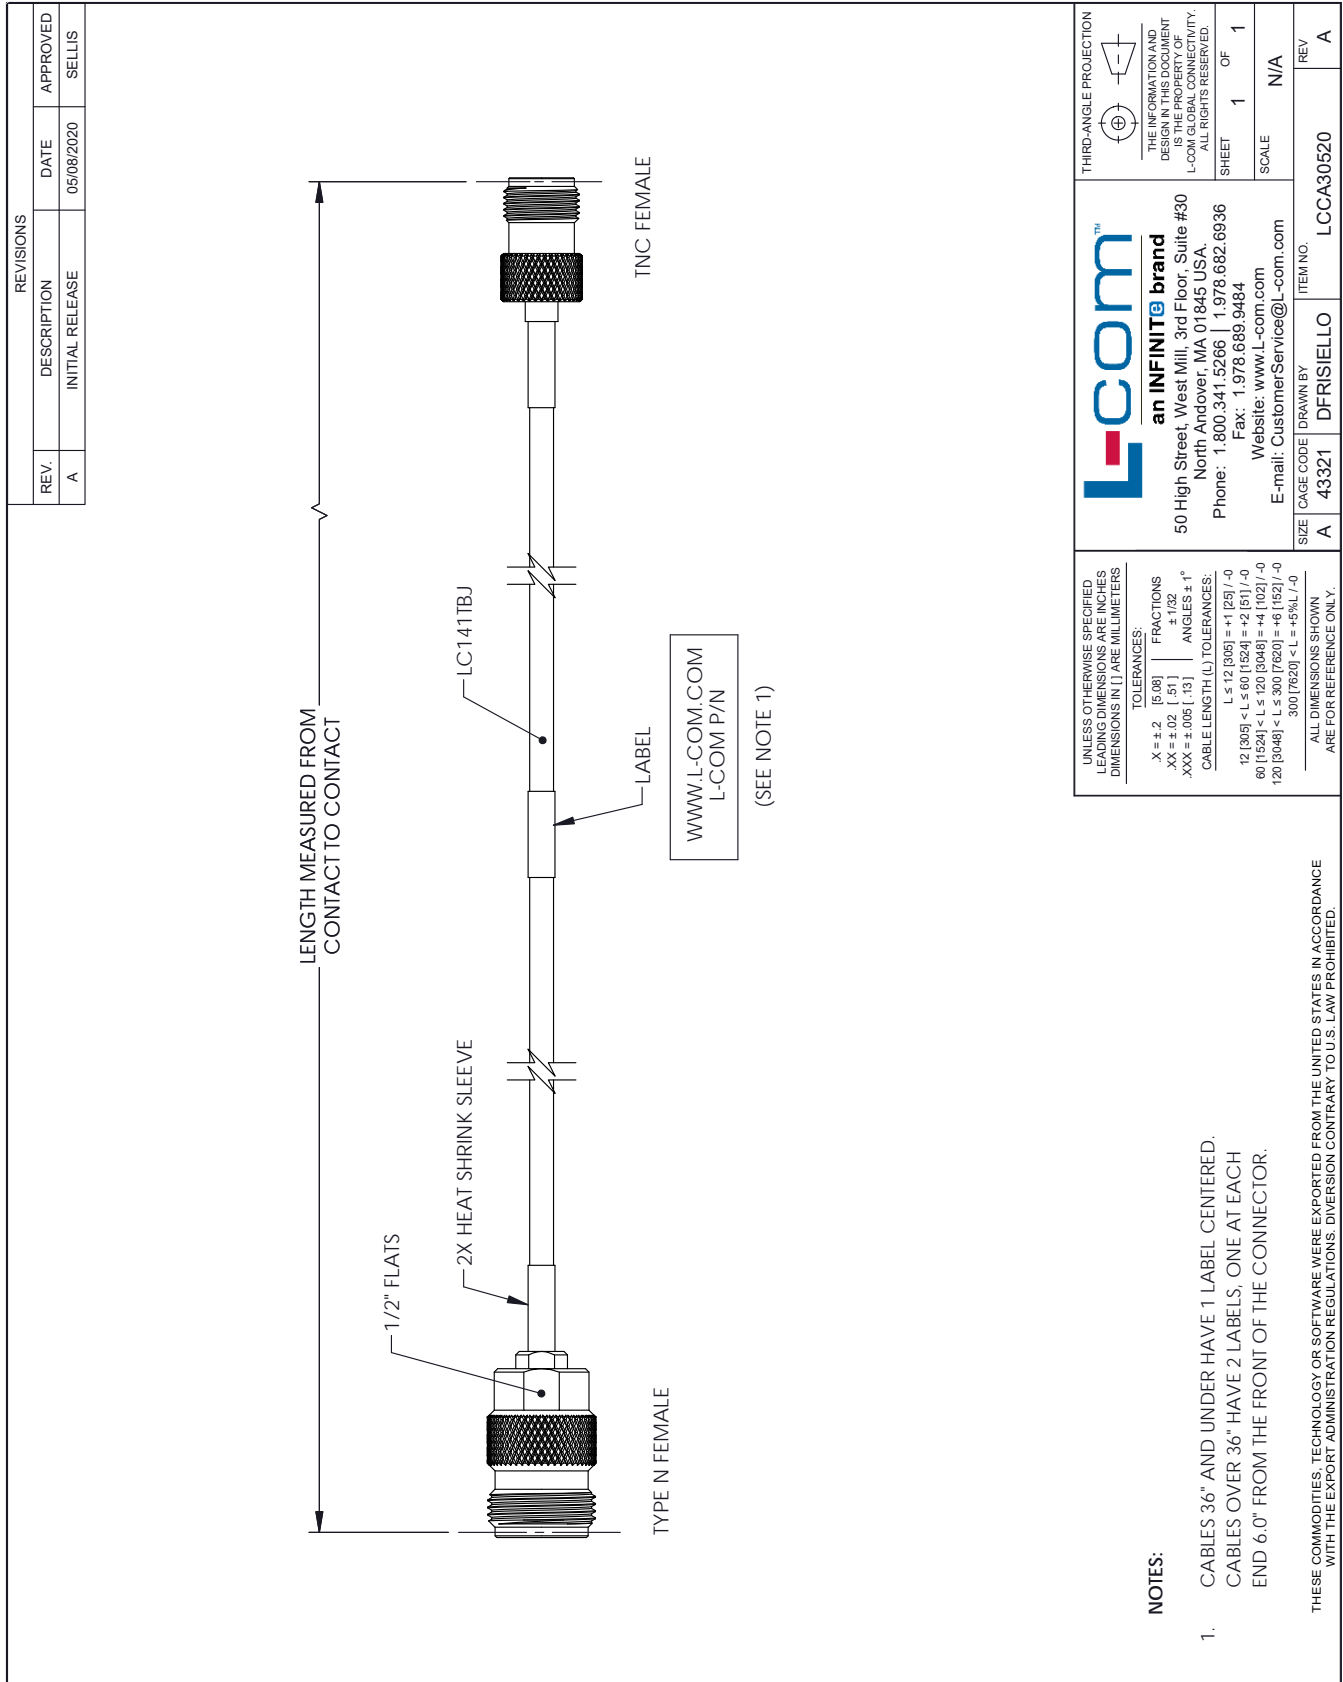 REVISIONS
REV. DESCRIPTION DATE APPROVED
A INITIAL RELEASE 05/08/2020 SELLIS
LENGTH MEASURED FROM
CONTACT TO CONTACT
1/2" FLATS
2X HEAT SHRINK SLEEVE
LC141TBJ
LABEL
TYPE N FEMALE
TNC FEMALE
WWW.L-COM.COM
L-COM P/N
(SEE NOTE 1)
NOTES:
1. CABLES 36" AND UNDER HAVE 1 LABEL CENTERED.
CABLES OVER 36" HAVE 2 LABELS, ONE AT EACH
END 6.0" FROM THE FRONT OF THE CONNECTOR.
THESE COMMODITIES, TECHNOLOGY OR SOFTWARE WERE EXPORTED FROM THE UNITED STATES IN ACCORDANCE
WITH THE EXPORT ADMINISTRATION REGULATIONS. DIVERSION CONTRARY TO U.S. LAW PROHIBITED.
UNLESS OTHERWISE SPECIFIED
LEADING DIMENSIONS ARE INCHES
DIMENSIONS IN [ ] ARE MILLIMETERS
TOLERANCES:
.X = ± .2 [5.08] FRACTIONS
.XX = ± .02 [ .51 ] ± 1/32
.XXX = ± .005 [ .13 ] ANGLES ± 1°
CABLE LENGTH (L) TOLERANCES:
L ≤ 12 [305] = +1 [25] / -0
12 [305] < L ≤ 60 [1524] = +2 [51] / -0
60 [1524] < L ≤ 120 [3048] = +4 [102] / -0
120 [3048] < L ≤ 300 [7620] = +6 [152] / -0
300 [7620] < L = +5%L / -0
ALL DIMENSIONS SHOWN
ARE FOR REFERENCE ONLY.
L-com™
an INFINITe brand
50 High Street, West Mill, 3rd Floor, Suite #30
North Andover, MA 01845 USA.
Phone: 1.800.341.5266 | 1.978.682.6936
Fax: 1.978.689.9484
Website: www.L-com.com
E-mail: CustomerService@L-com.com
THIRD-ANGLE PROJECTION
THE INFORMATION AND
DESIGN IN THIS DOCUMENT
IS THE PROPERTY OF
L-COM GLOBAL CONNECTIVITY.
ALL RIGHTS RESERVED.
SHEET 1 OF 1
SCALE N/A
SIZE A
CAGE CODE 43321
DRAWN BY DFRISIELLO
ITEM NO. LCCA30520
REV A